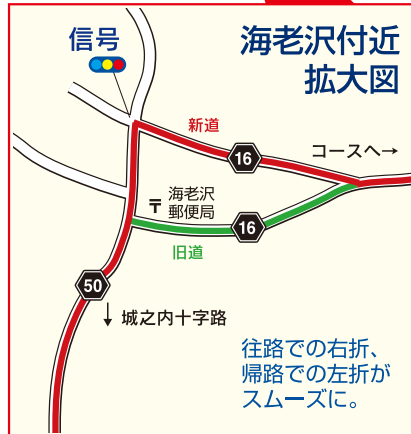 海老沢付近
拡大図
信号
新道
16
コースへ→
〒 海老沢
郵便局
16
旧道
50
↓ 城之内十字路
往路での右折、
帰路での左折が
スムーズに。